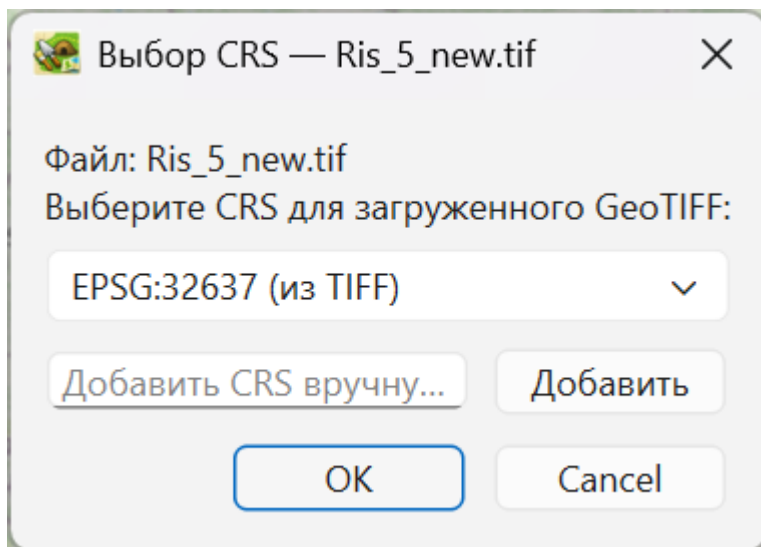 Выбор CRS — Ris_5_new.tif
Файл: Ris_5_new.tif
Выберите CRS для загруженного GeoTIFF:
EPSG:32637 (из TIFF)
Добавить CRS вручну...
Добавить
OK
Cancel